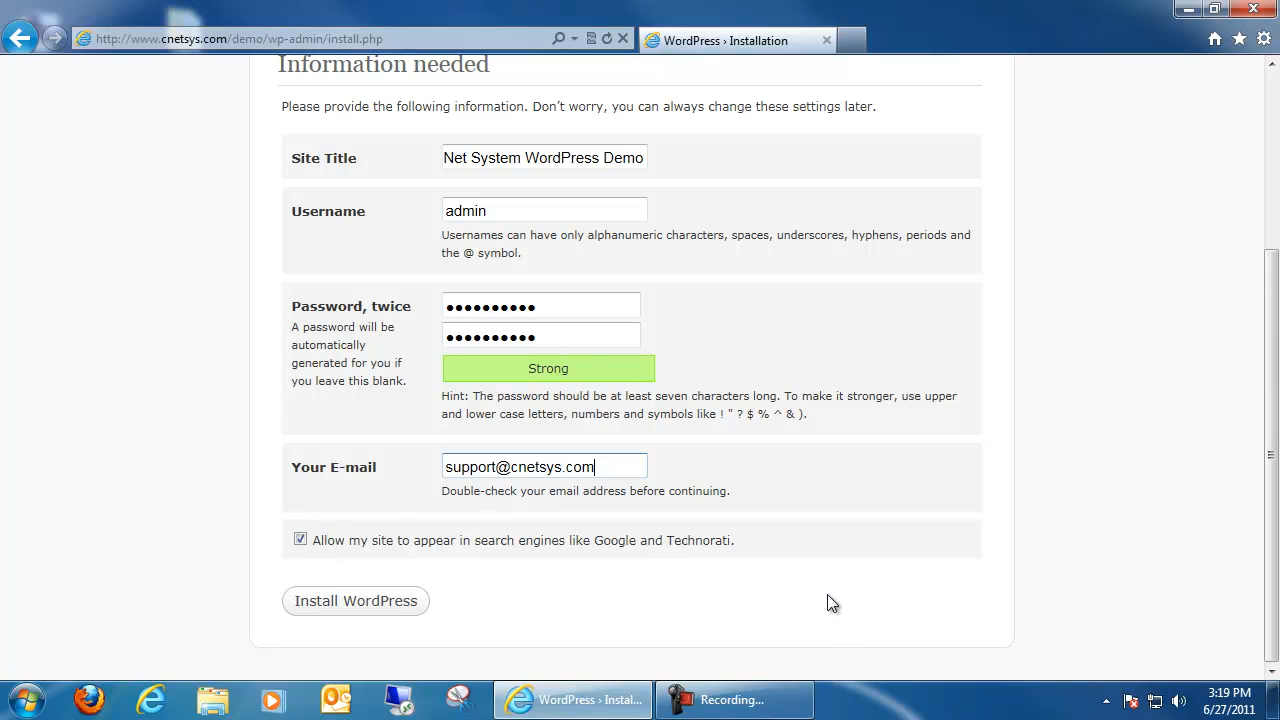 http://www.cnetsys.com/demo/wp-admin/install.php
WordPress › Installation
Information needed
Please provide the following information. Don’t worry, you can always change these settings later.
Site Title
Net System WordPress Demo
Username
admin
Usernames can have only alphanumeric characters, spaces, underscores, hyphens, periods and
the @ symbol.
Password, twice
A password will be
automatically
generated for you if
you leave this blank.
●●●●●●●●●●
●●●●●●●●●●
Strong
Hint: The password should be at least seven characters long. To make it stronger, use upper
and lower case letters, numbers and symbols like ! " ? $ % ^ & ).
Your E-mail
support@cnetsys.com
Double-check your email address before continuing.
Allow my site to appear in search engines like Google and Technorati.
Install WordPress
WordPress › Instal...
Recording...
3:19 PM
6/27/2011